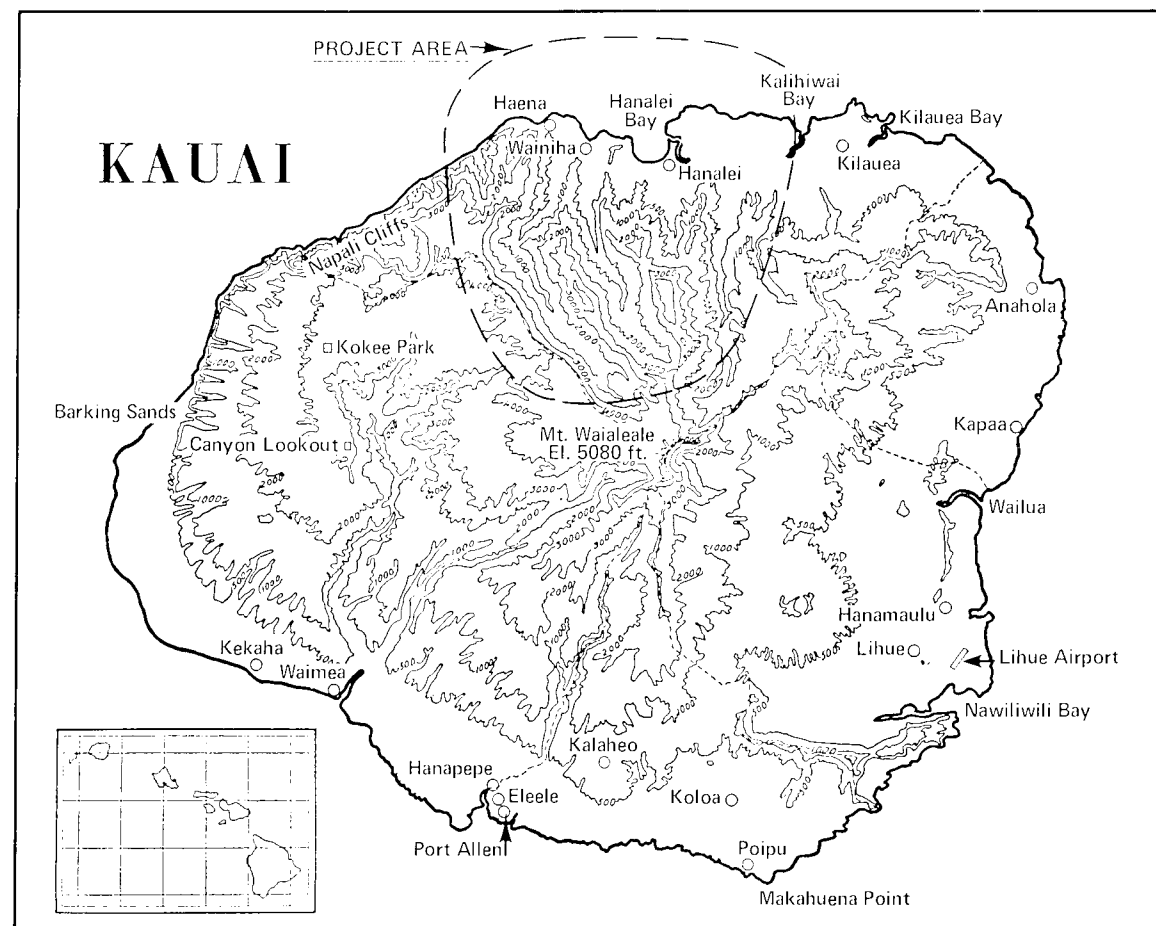 PROJECT AREA
KAUAI
Haena
Hanalei
Bay
Kalihiwai
Bay
Kilauea Bay
Wainiha
Kilauea
Hanalei
Napali Cliffs
Anahola
Kokee Park
Barking Sands
Canyon Lookout
Mt. Waialeale
El. 5080 ft.
Kapaa
Wailua
Hanamaulu
Lihue
Lihue Airport
Kekaha
Waimea
Nawiliwili Bay
Kalaheo
Hanapepe
Eleele
Koloa
Port Allen
Poipu
Makahuena Point